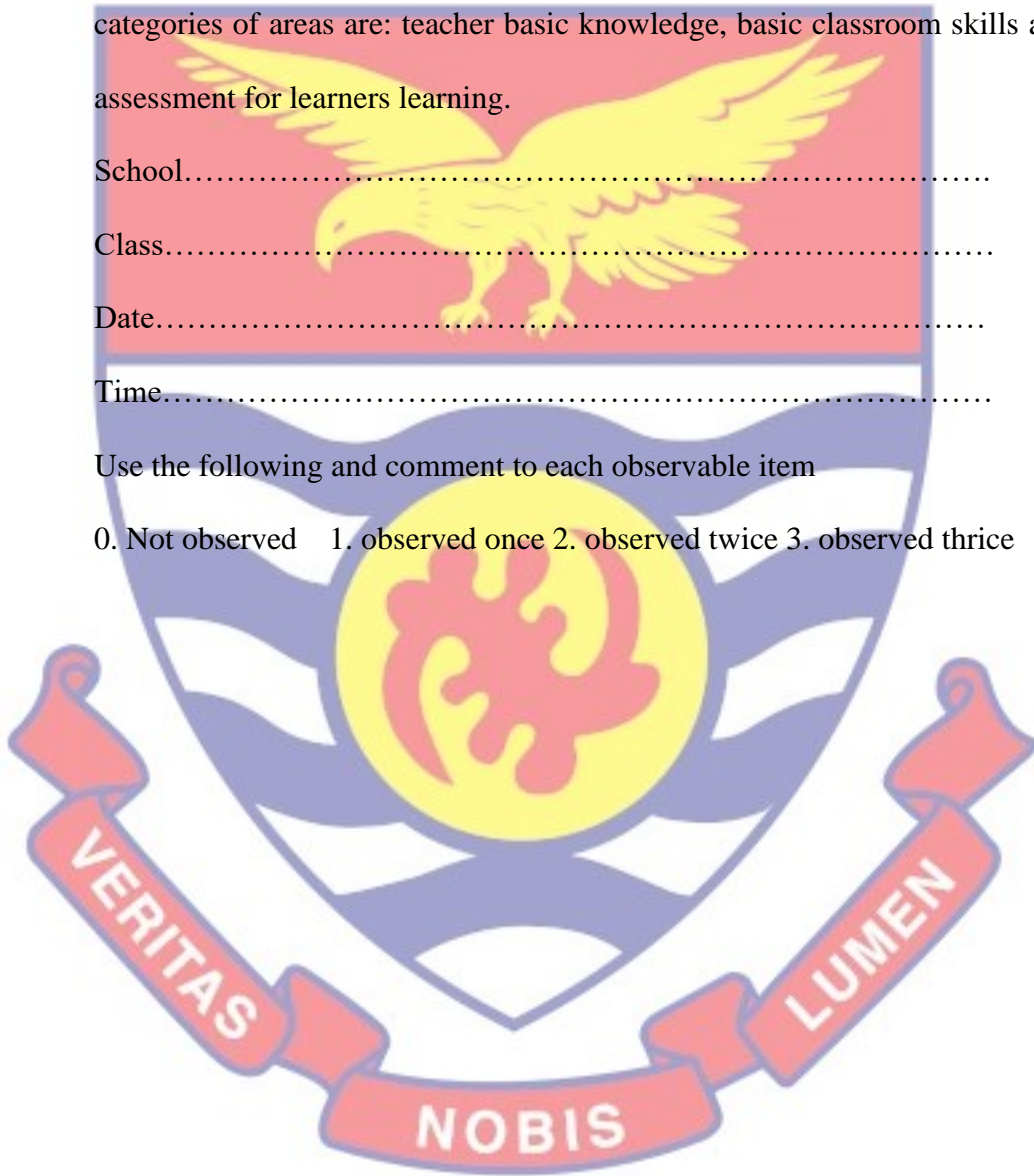 categories of areas are: teacher basic knowledge, basic classroom skills a
assessment for learners learning.
School…………………………………………………………………….
Class……………………………………………………………………
Date……………………………………………………………………
Time……………………………………………………………………
Use the following and comment to each observable item
0. Not observed 1. observed once 2. observed twice 3. observed thrice
VERITAS
NOBIS
LUMEN